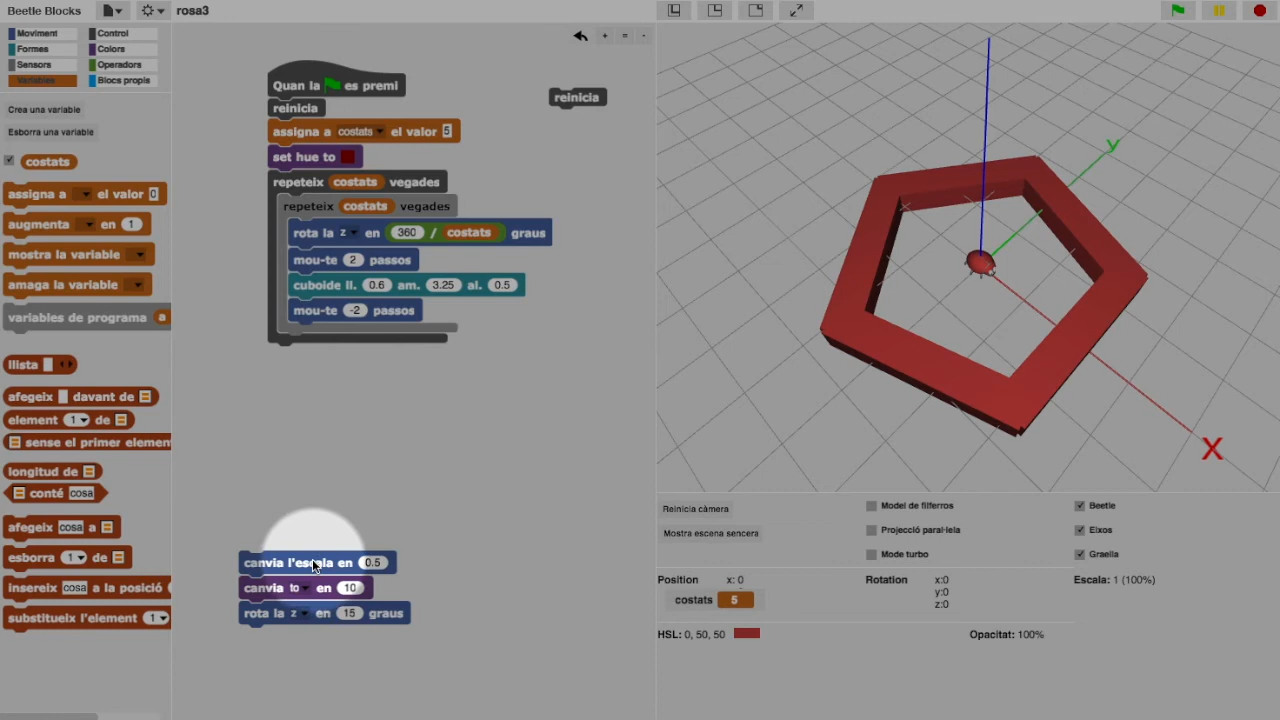 Beetle Blocks
rosa3
Moviment
Control
Formes
Colors
Sensors
Operadors
Variables
Blocs propis
Crea una variable
Esborra una variable
costats
assigna a el valor 0
augmenta en 1
mostra la variable
amaga la variable
variables de programa a
llista
afegeix davant de
element 1 de
sense el primer element
longitud de
conté cosa
afegeix cosa a
esborra 1 de
insereix cosa a la posició
substitueix l'element 1
+ = -
Quan la es premi
reinicia
assigna a costats el valor 5
set hue to
repeteix costats vegades
repeteix costats vegades
rota la z en 360 / costats graus
mou-te 2 passos
cuboide ll. 0.6 am. 3.25 al. 0.5
mou-te -2 passos
reinicia
canvia l'escala en 0.5
canvia to en 10
rota la z en 15 graus
y
X
Reinicia càmera
Mostra escena sencera
Model de filferros
Projecció paral·lela
Mode turbo
Beetle
Eixos
Graella
Position x: 0
costats 5
Rotation x:0
y:0
z:0
Escala: 1 (100%)
HSL: 0, 50, 50
Opacitat: 100%